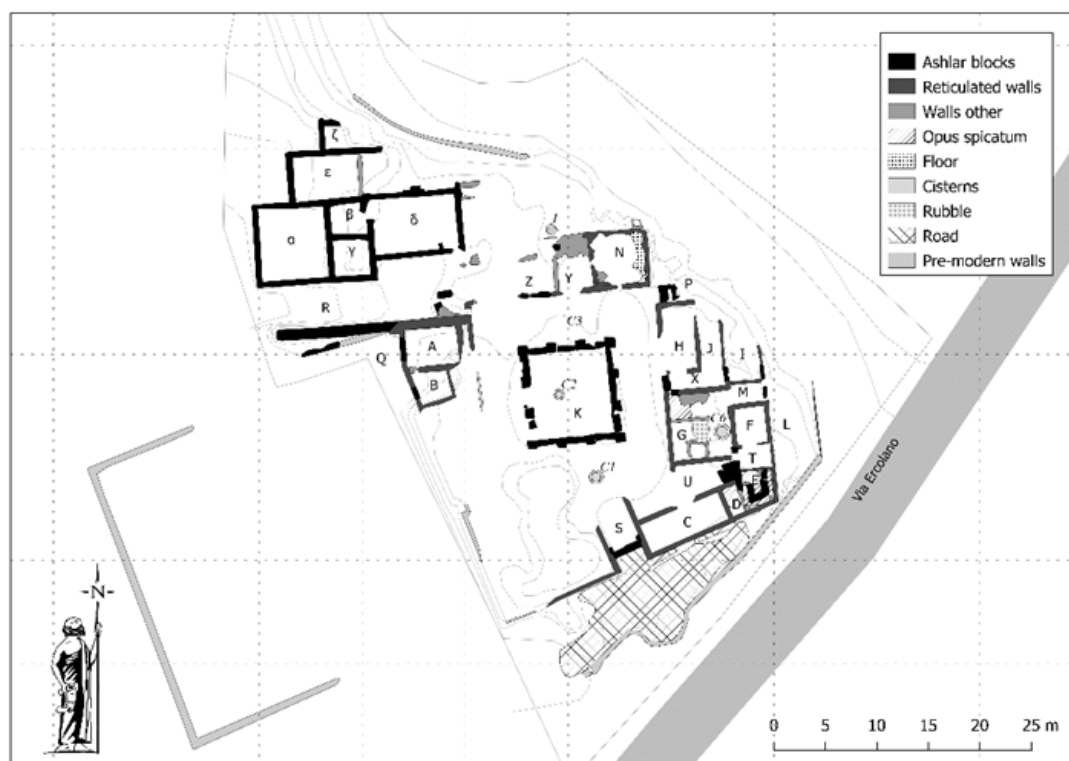 Ashlar blocks
Reticulated walls
Walls other
Opus spicatum
Floor
Cisterns
Rubble
Road
Pre-modern walls
ζ
ε
β
δ
α
γ
I
N
Z
Y
R
P
C3
A
H
J
I
Q
B
X
C2
M
K
C6
F
L
G
T
Via Ercolano
C1
U
E
D
S
C
N
0
5
10
15
20
25 m